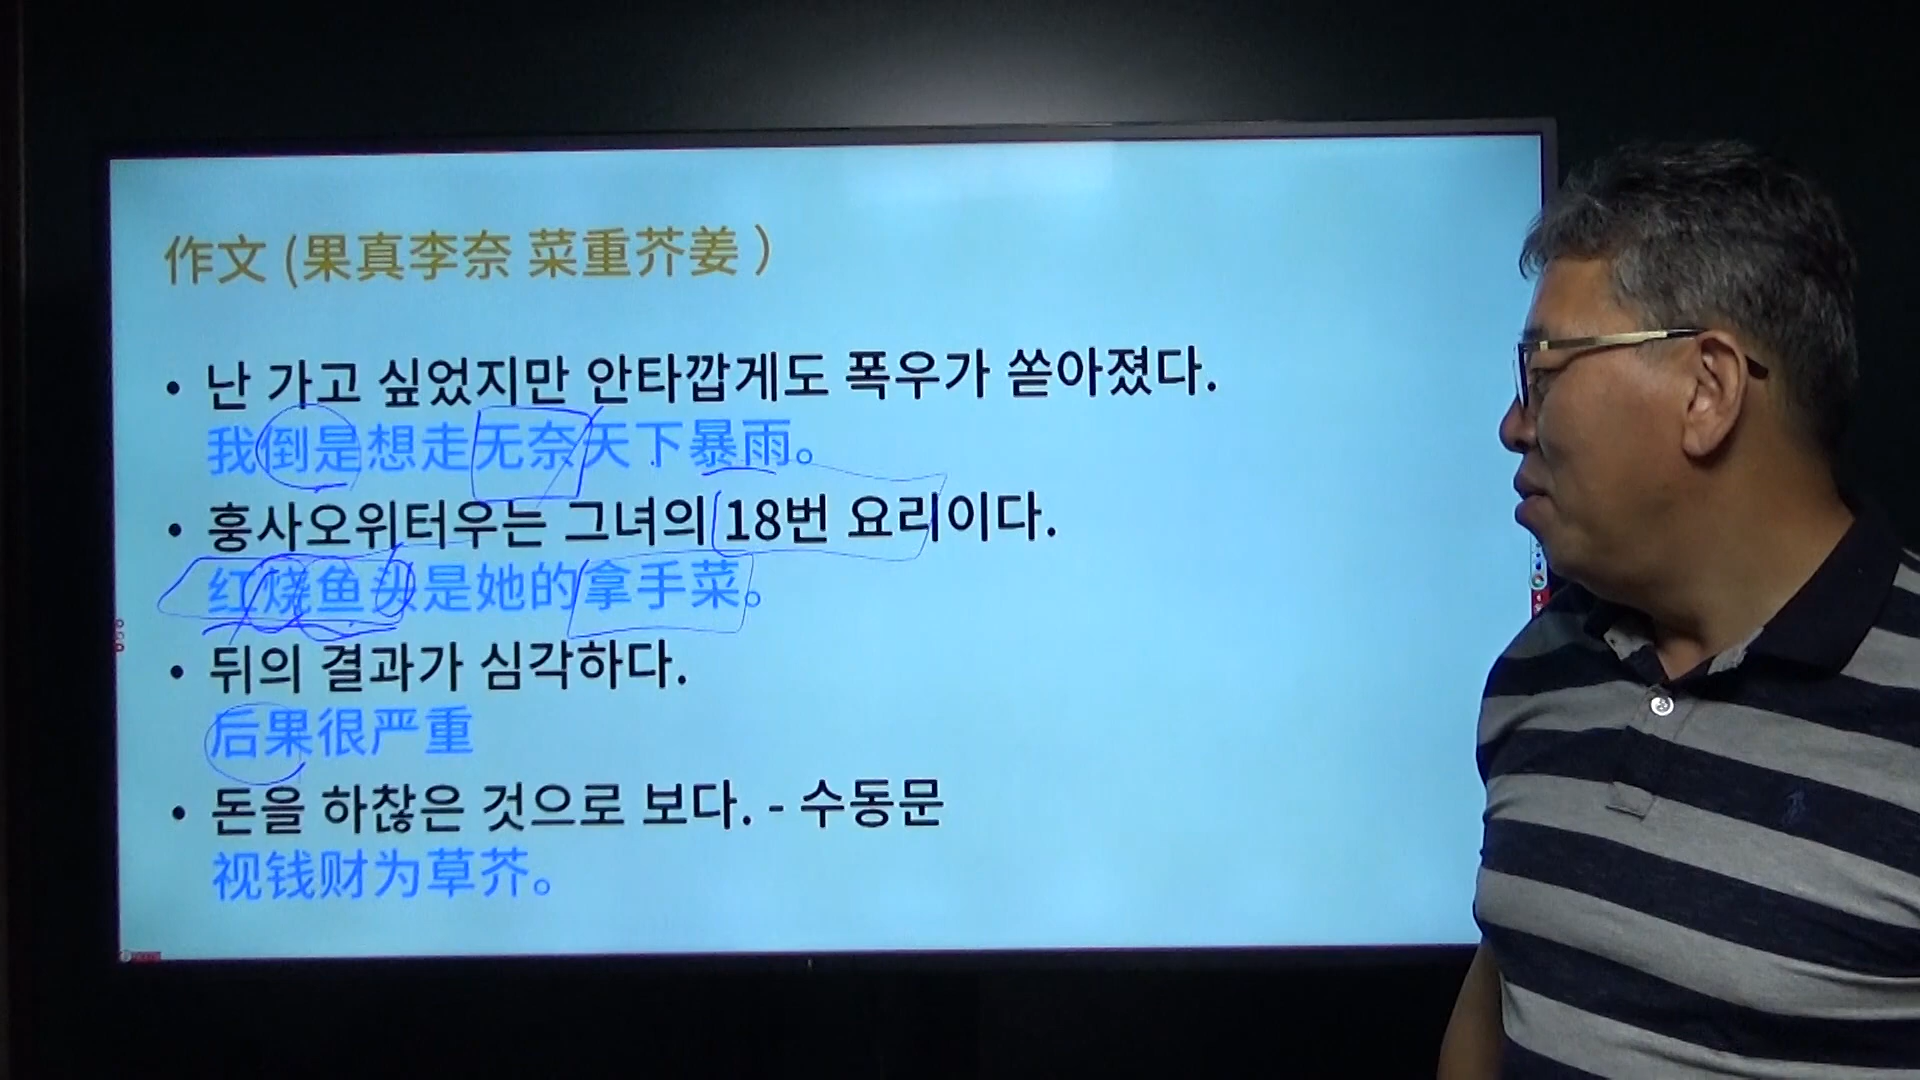 作文 (果真李奈 菜重芥姜 )
• 난 가고 싶었지만 안타깝게도 폭우가 쏟아졌다.
我倒是想走无奈天下暴雨。
• 홍사오위터우는 그녀의 18번 요리이다.
红烧鱼头是她的拿手菜。
• 뒤의 결과가 심각하다.
后果很严重
• 돈을 하찮은 것으로 보다. - 수동문
视钱财为草芥。